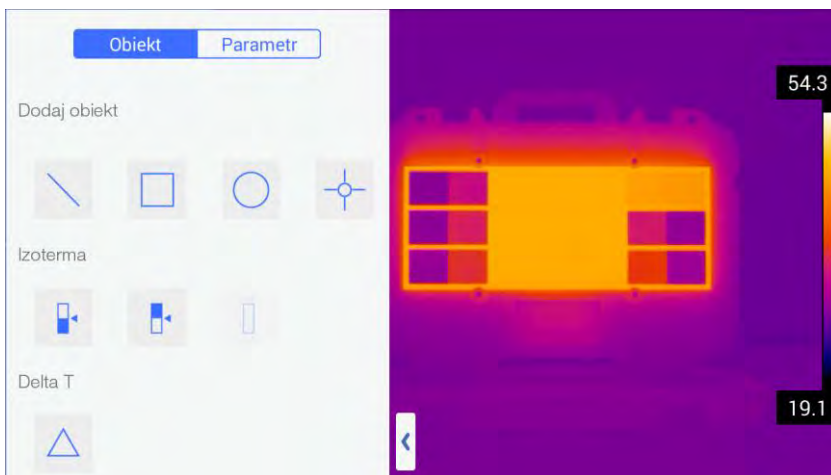 Obiekt Parametr
Dodaj obiekt
Izoterma
Delta T
54.3
19.1